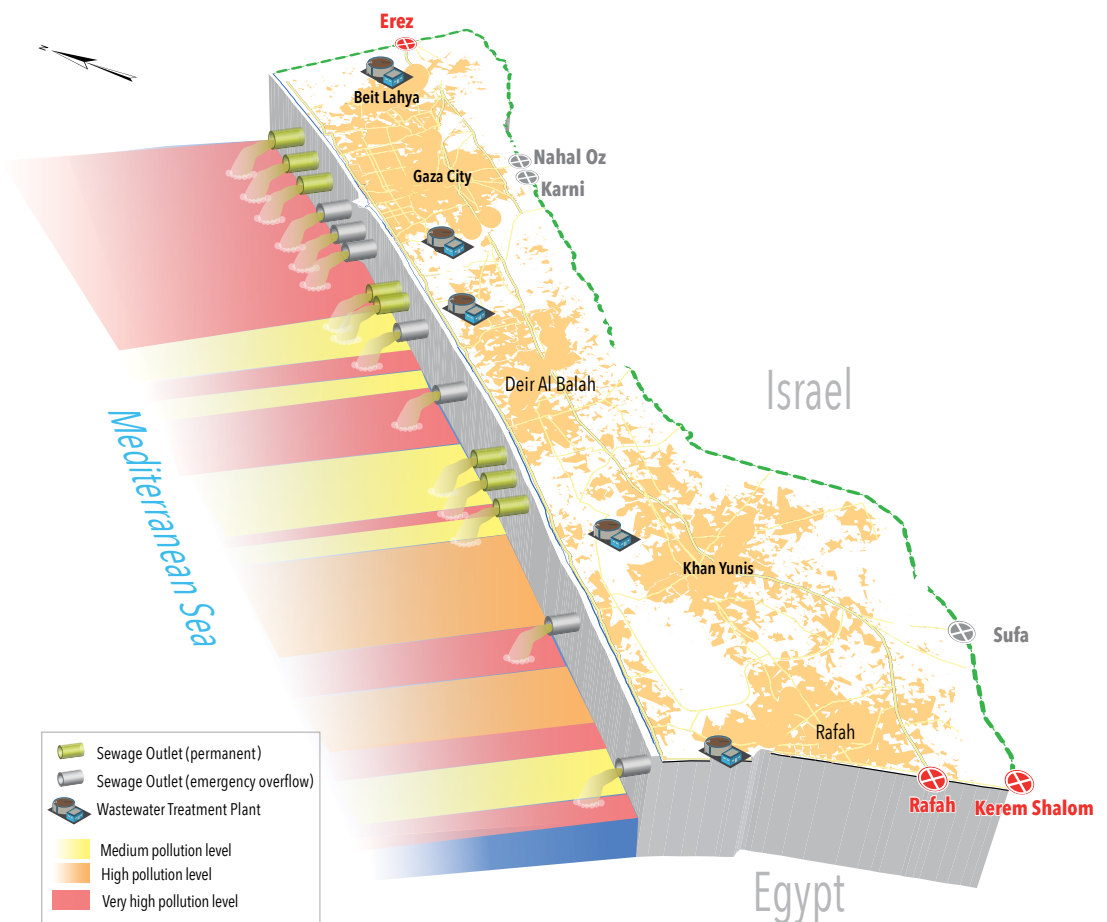 N
Erez
Beit Lahya
Nahal Oz
Karni
Gaza City
Israel
Deir Al Balah
Mediterranean Sea
Khan Yunis
Sufa
Rafah
Rafah
Kerem Shalom
Egypt
Sewage Outlet (permanent)
Sewage Outlet (emergency overflow)
Wastewater Treatment Plant
Medium pollution level
High pollution level
Very high pollution level